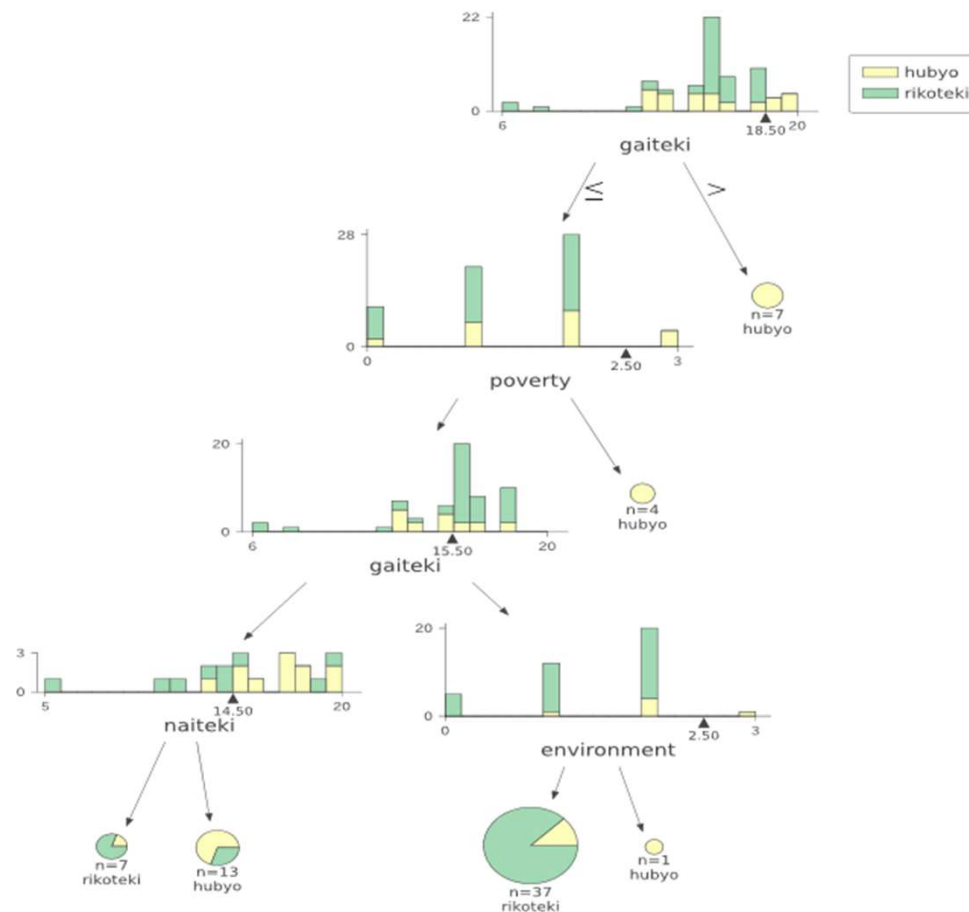 22
0
6
18.50
20
gaiteki
hubyo
rikoteki
≤
>
28
0
0
2.50
3
poverty
n=7
hubyo
20
0
6
15.50
20
gaiteki
n=4
hubyo
3
0
5
14.50
20
naiteki
20
0
0
2.50
3
environment
n=7
rikoteki
n=13
hubyo
n=37
rikoteki
n=1
hubyo